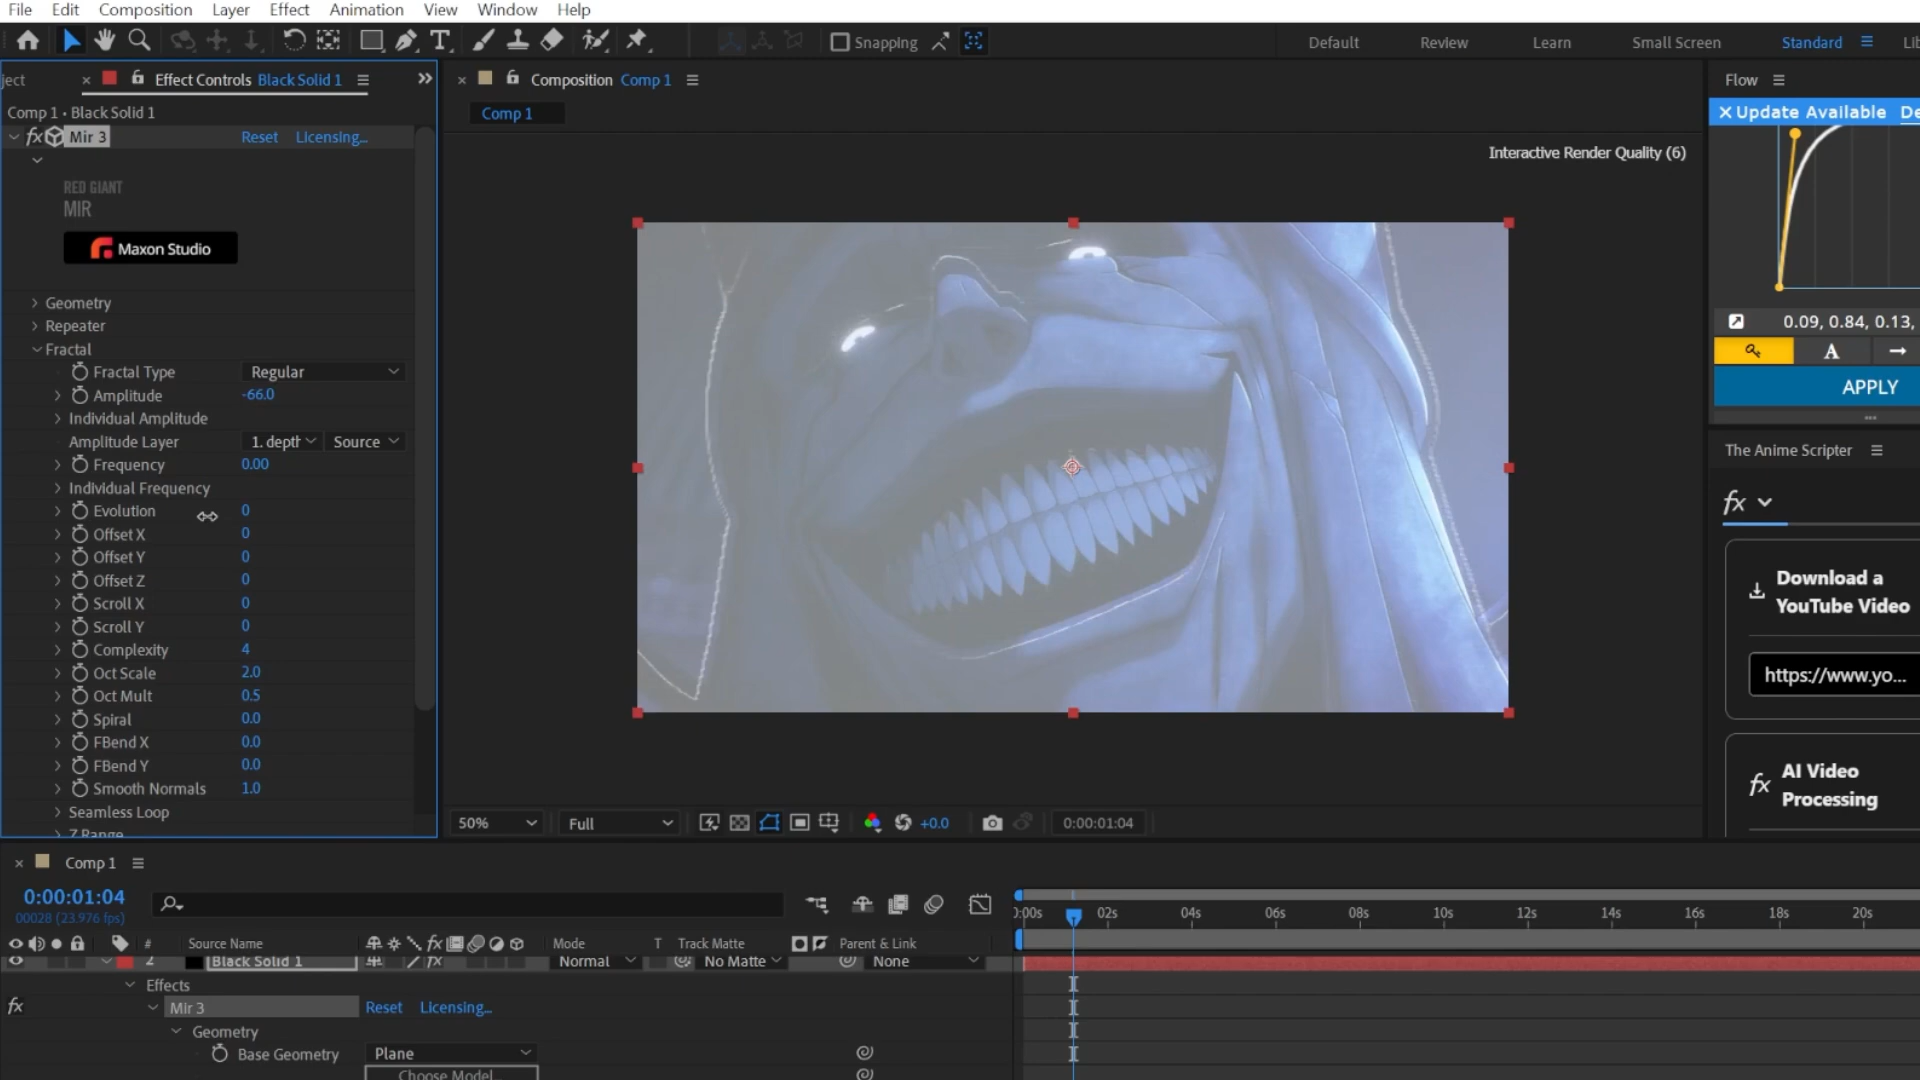 File Edit Composition Layer Effect Animation View Window Help
Snapping
Default Review Learn Small Screen Standard
ject Effect Controls Black Solid 1
Composition Comp 1
Flow
Comp 1 • Black Solid 1
Comp 1
Update Available
Mir 3 Reset Licensing...
Interactive Render Quality (6)
RED GIANT
MIR
Maxon Studio
Geometry
Repeater
Fractal
Fractal Type Regular
Amplitude -66.0
Individual Amplitude
Amplitude Layer 1. depth Source
Frequency 0.00
Individual Frequency
Evolution 0
Offset X 0
Offset Y 0
Offset Z 0
Scroll X 0
Scroll Y 0
Complexity 4
Oct Scale 2.0
Oct Mult 0.5
Spiral 0.0
FBend X 0.0
FBend Y 0.0
Smooth Normals 1.0
Seamless Loop
Z Range
0.09, 0.84, 0.13,
A
APPLY
The Anime Scripter
fx
Download a
YouTube Video
https://www.yo...
AI Video
Processing
50% Full +0.0 0:00:01:04
Comp 1
0:00:01:04
00028 (23.976 fps)
0:00s 02s 04s 06s 08s 10s 12s 14s 16s 18s 20s
# Source Name Mode T Track Matte Parent & Link
2 Black Solid 1 Normal No Matte None
Effects
Mir 3 Reset Licensing...
Geometry
Base Geometry Plane
Choose Model...